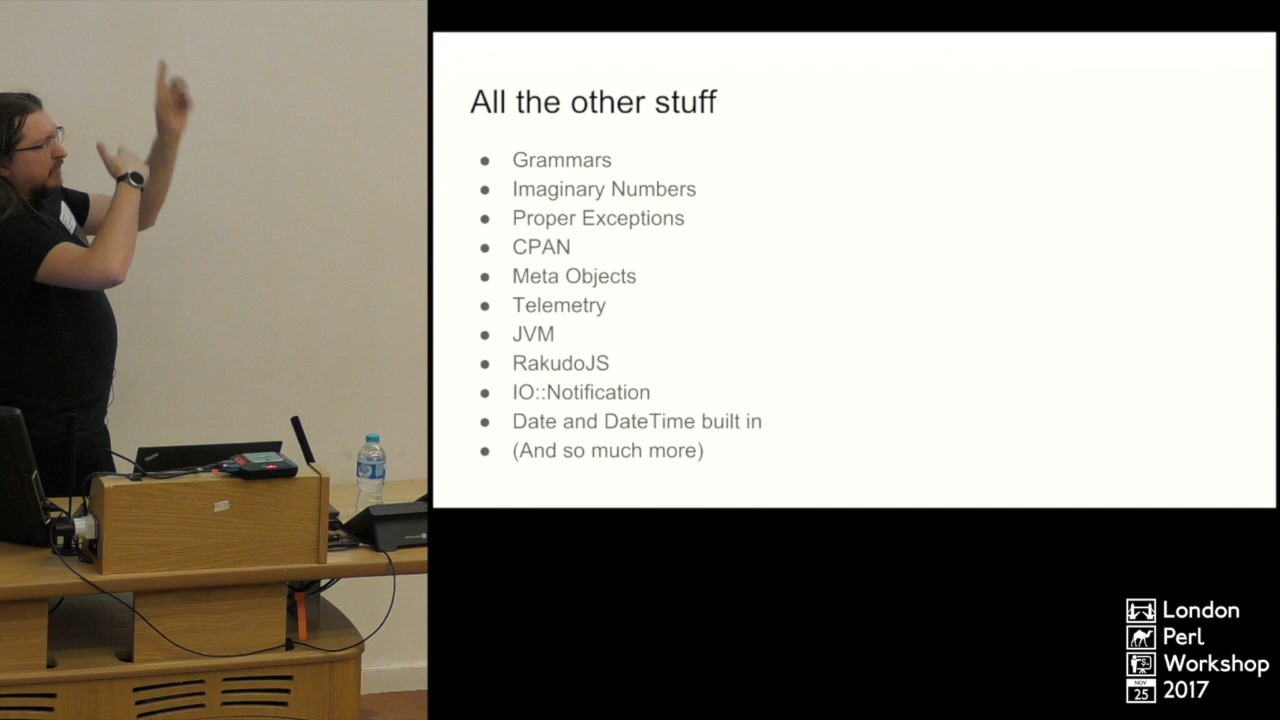 All the other stuff
● Grammars
● Imaginary Numbers
● Proper Exceptions
● CPAN
● Meta Objects
● Telemetry
● JVM
● RakudoJS
● IO::Notification
● Date and DateTime built in
● (And so much more)
London
Perl
Workshop
NOV
25
2017